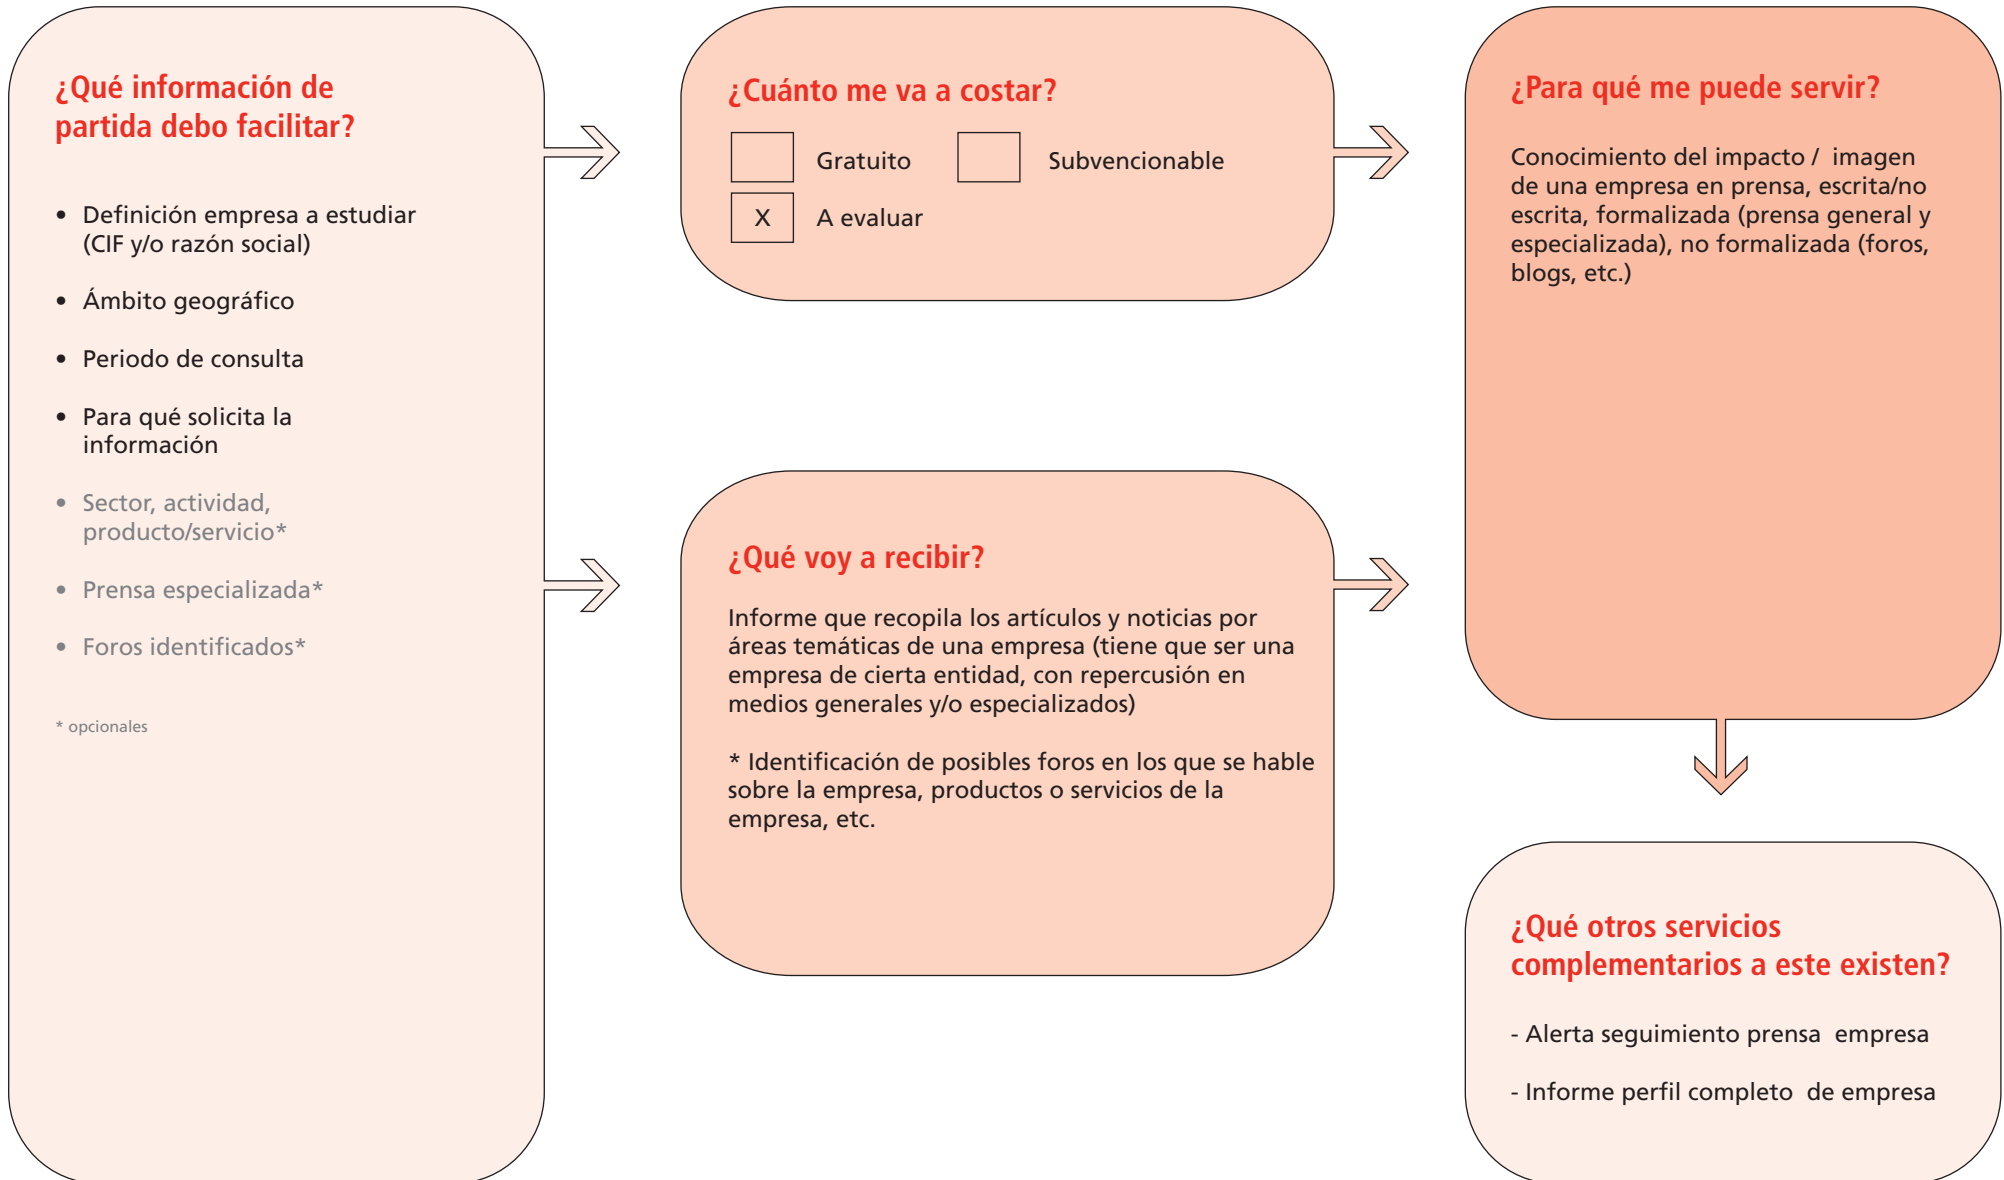 ¿Qué información de
partida debo facilitar?
• Definición empresa a estudiar
(CIF y/o razón social)
• Ámbito geográfico
• Periodo de consulta
• Para qué solicita la
información
• Sector, actividad,
producto/servicio*
• Prensa especializada*
• Foros identificados*
* opcionales
¿Cuánto me va a costar?
Gratuito
Subvencionable
X A evaluar
¿Qué voy a recibir?
Informe que recopila los artículos y noticias por
áreas temáticas de una empresa (tiene que ser una
empresa de cierta entidad, con repercusión en
medios generales y/o especializados)
* Identificación de posibles foros en los que se hable
sobre la empresa, productos o servicios de la
empresa, etc.
¿Para qué me puede servir?
Conocimiento del impacto / imagen
de una empresa en prensa, escrita/no
escrita, formalizada (prensa general y
especializada), no formalizada (foros,
blogs, etc.)
¿Qué otros servicios
complementarios a este existen?
- Alerta seguimiento prensa empresa
- Informe perfil completo de empresa